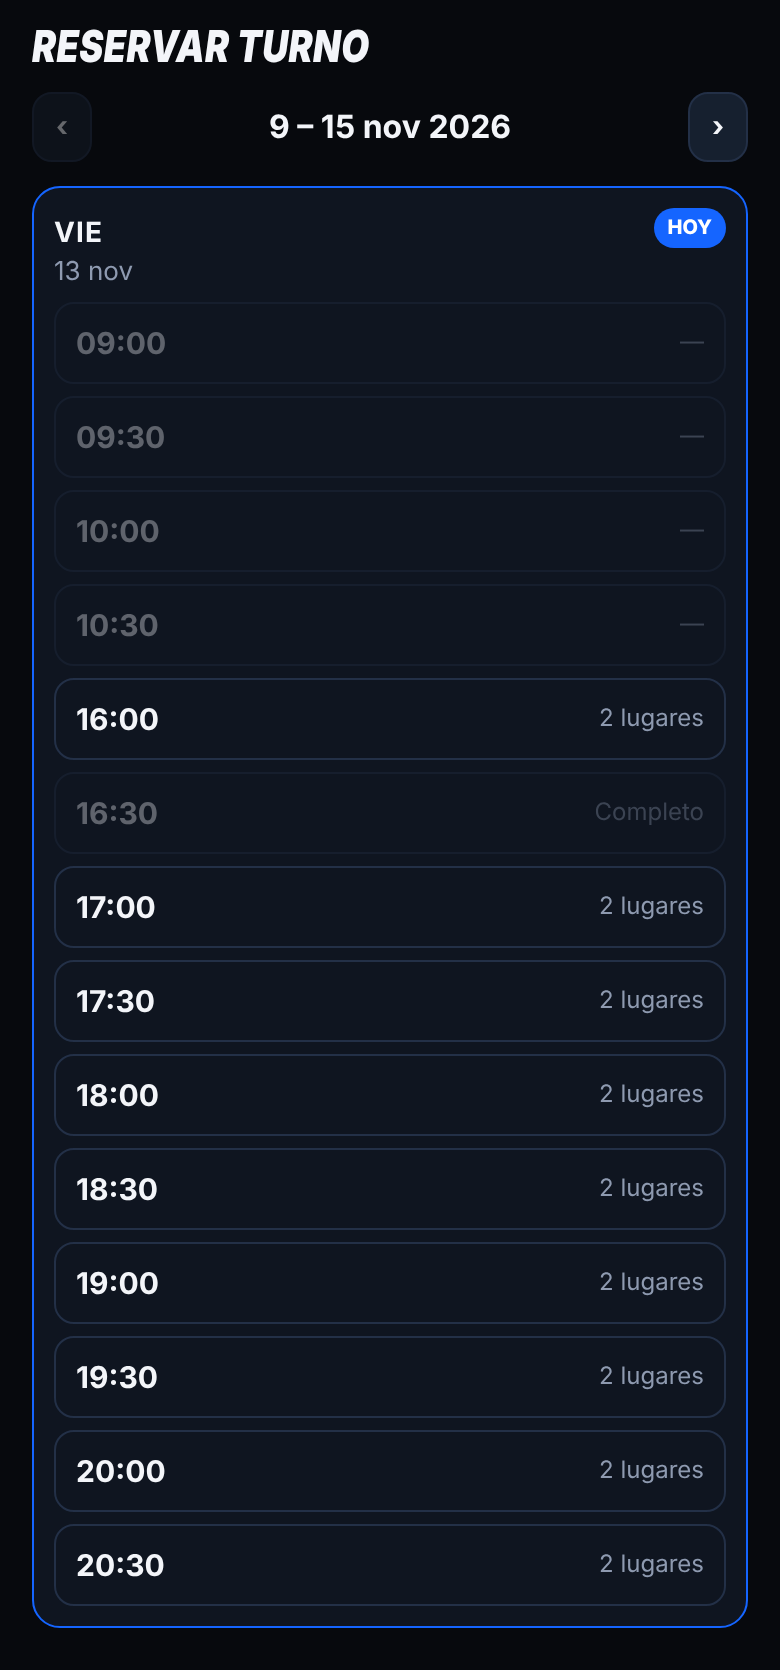 RESERVAR TURNO
‹ 9 – 15 nov 2026 ›
VIE HOY
13 nov
09:00 —
09:30 —
10:00 —
10:30 —
16:00 2 lugares
16:30 Completo
17:00 2 lugares
17:30 2 lugares
18:00 2 lugares
18:30 2 lugares
19:00 2 lugares
19:30 2 lugares
20:00 2 lugares
20:30 2 lugares